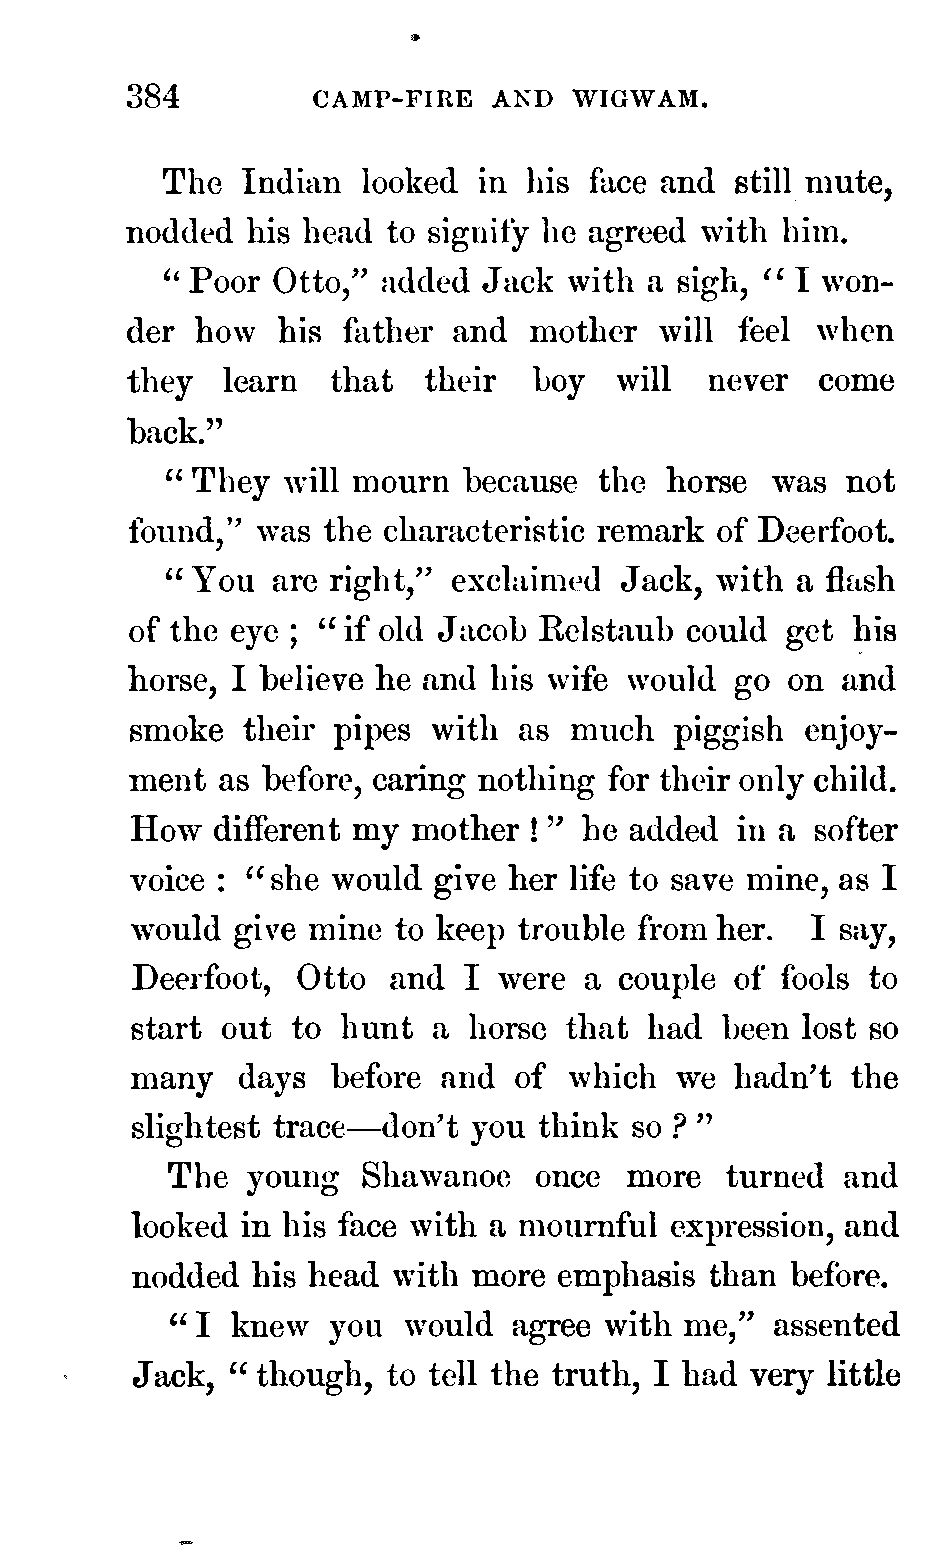 384 CAMP-FIRE AND WIGWAM.
The Indian looked in his face and still mute,
nodded his head to signify he agreed with him.
“Poor Otto,” added Jack with a sigh, “I won-
der how his father and mother will feel when
they learn that their boy will never come
back.”
“They will mourn because the horse was not
found,” was the characteristic remark of Deerfoot.
“You are right,” exclaimed Jack, with a flash
of the eye; “if old Jacob Relstaub could get his
horse, I believe he and his wife would go on and
smoke their pipes with as much piggish enjoy-
ment as before, caring nothing for their only child.
How different my mother!” he added in a softer
voice: “she would give her life to save mine, as I
would give mine to keep trouble from her. I say,
Deerfoot, Otto and I were a couple of fools to
start out to hunt a horse that had been lost so
many days before and of which we hadn’t the
slightest trace—don’t you think so?”
The young Shawanoe once more turned and
looked in his face with a mournful expression, and
nodded his head with more emphasis than before.
“I knew you would agree with me,” assented
Jack, “though, to tell the truth, I had very little